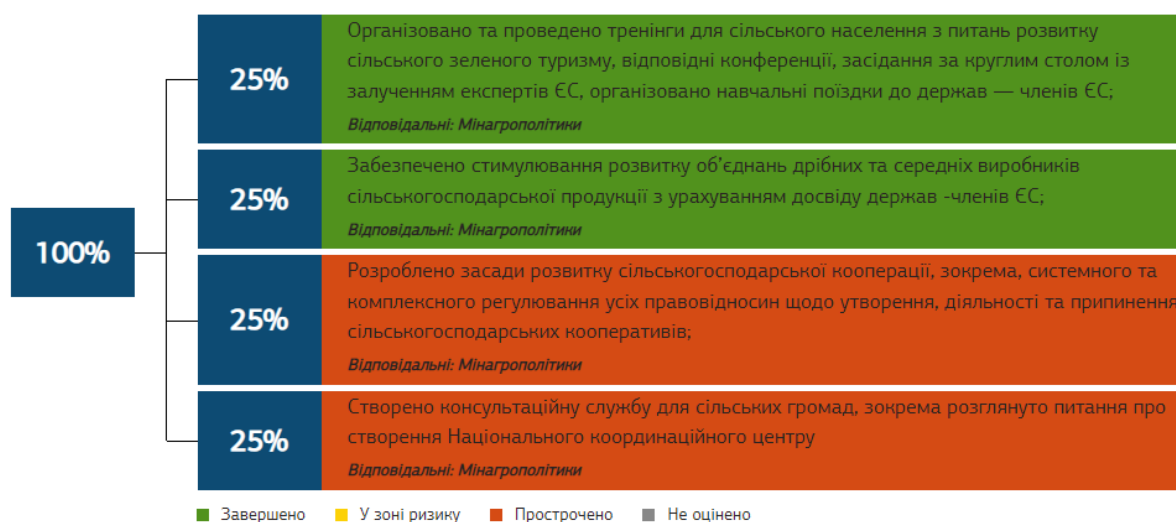 25%
Організовано та проведено тренінги для сільського населення з питань розвитку
сільського зеленого туризму, відповідні конференції, засідання за круглим столом із
залученням експертів ЄС, організовано навчальні поїздки до держав — членів ЄС;
Відповідальні: Мінагрополітики
25%
Забезпечено стимулювання розвитку об’єднань дрібних та середніх виробників
сільськогосподарської продукції з урахуванням досвіду держав -членів ЄС;
Відповідальні: Мінагрополітики
100%
25%
Розроблено засади розвитку сільськогосподарської кооперації, зокрема, системного та
комплексного регулювання усіх правовідносин щодо утворення, діяльності та припинення
сільськогосподарських кооперативів;
Відповідальні: Мінагрополітики
25%
Створено консультаційну службу для сільських громад, зокрема розглянуто питання про
створення Національного координаційного центру
Відповідальні: Мінагрополітики
Завершено У зоні ризику Прострочено Не оцінено